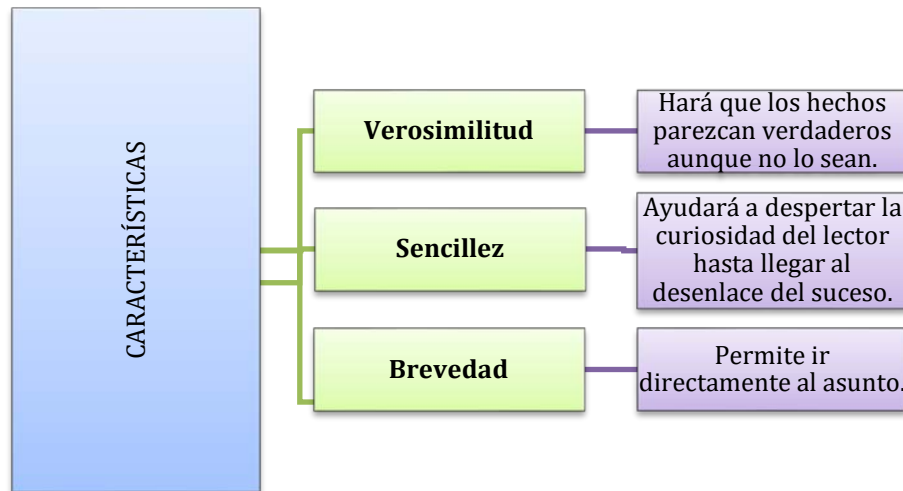 CARACTERÍSTICAS
Verosimilitud
Hará que los hechos
parezcan verdaderos
aunque no lo sean.
Sencillez
Ayudará a despertar la
curiosidad del lector
hasta llegar al
desenlace del suceso.
Brevedad
Permite ir
directamente al asunto.